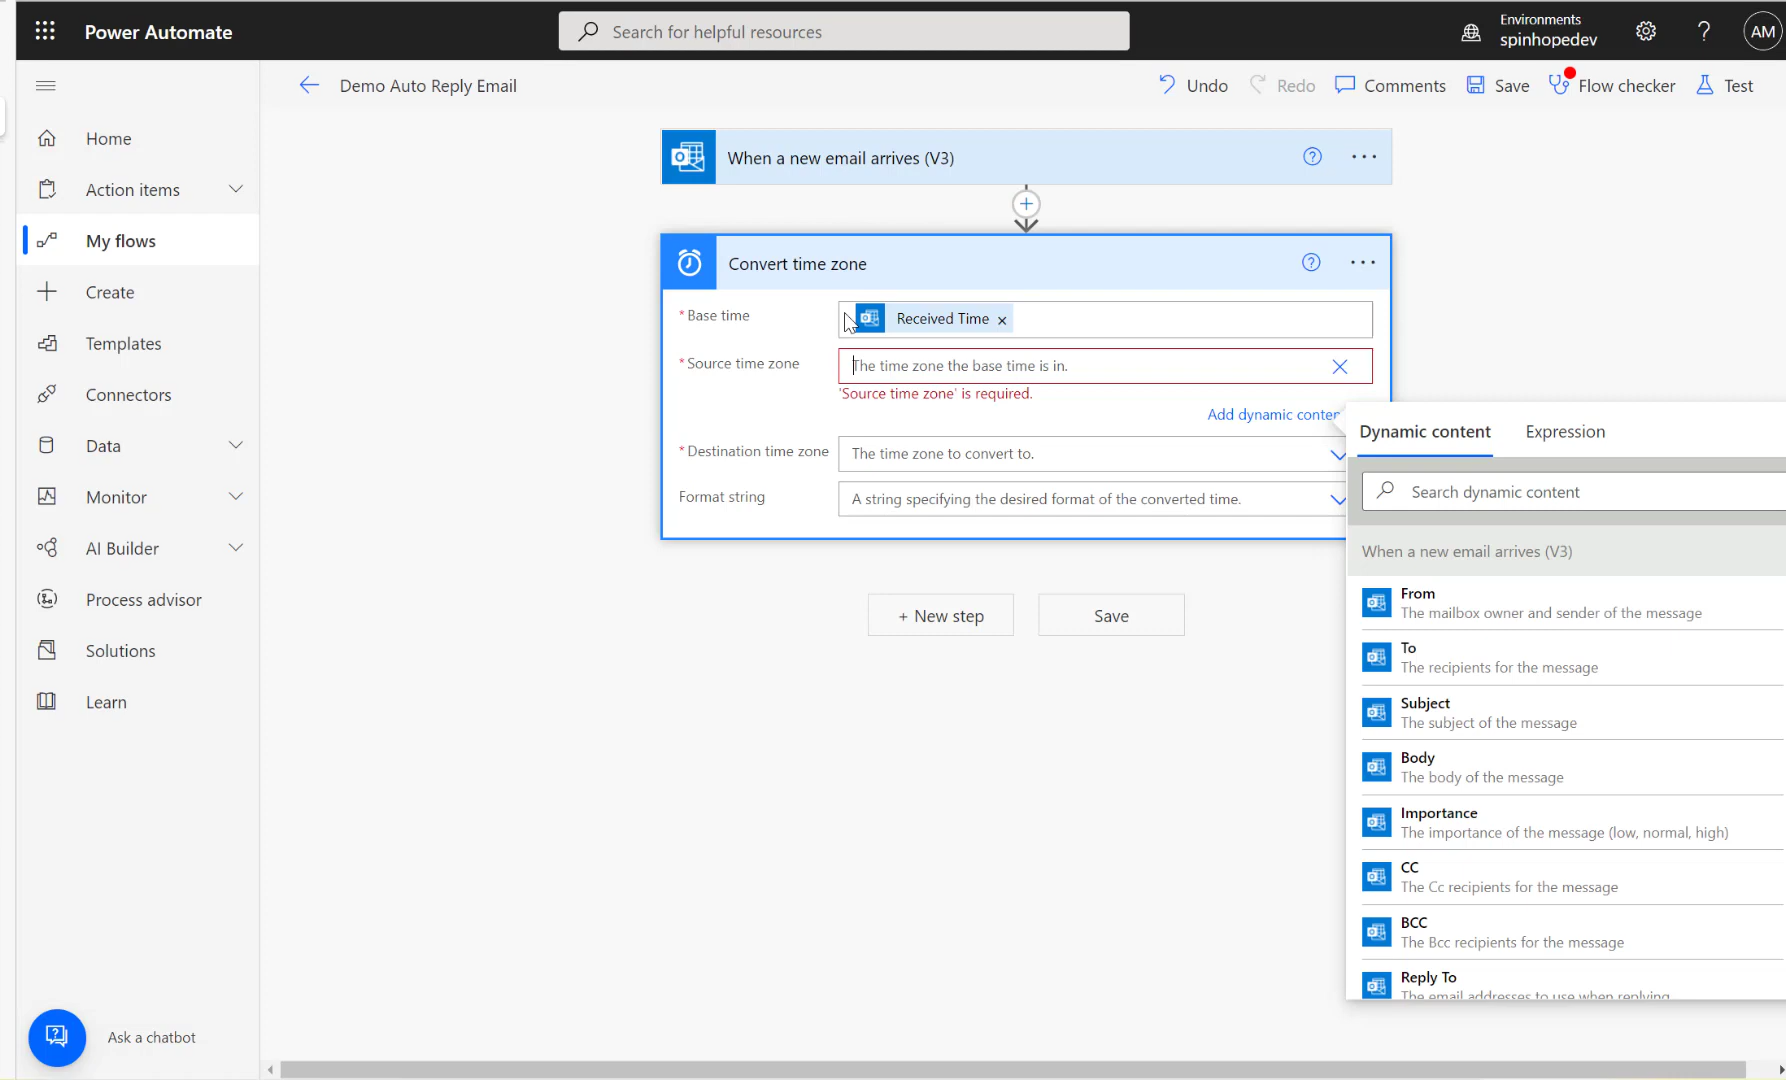 Power Automate
Search for helpful resources
Environments
spinhopedev
?
AM
Demo Auto Reply Email
Undo
Redo
Comments
Save
Flow checker
Test
Home
Action items
My flows
Create
Templates
Connectors
Data
Monitor
AI Builder
Process advisor
Solutions
Learn
Ask a chatbot
When a new email arrives (V3)
?
Convert time zone
?
* Base time
Received Time ×
* Source time zone
The time zone the base time is in.
'Source time zone' is required.
Add dynamic conten
* Destination time zone
The time zone to convert to.
Format string
A string specifying the desired format of the converted time.
+ New step
Save
Dynamic content
Expression
Search dynamic content
When a new email arrives (V3)
From
The mailbox owner and sender of the message
To
The recipients for the message
Subject
The subject of the message
Body
The body of the message
Importance
The importance of the message (low, normal, high)
CC
The Cc recipients for the message
BCC
The Bcc recipients for the message
Reply To
The email addresses to use when replying